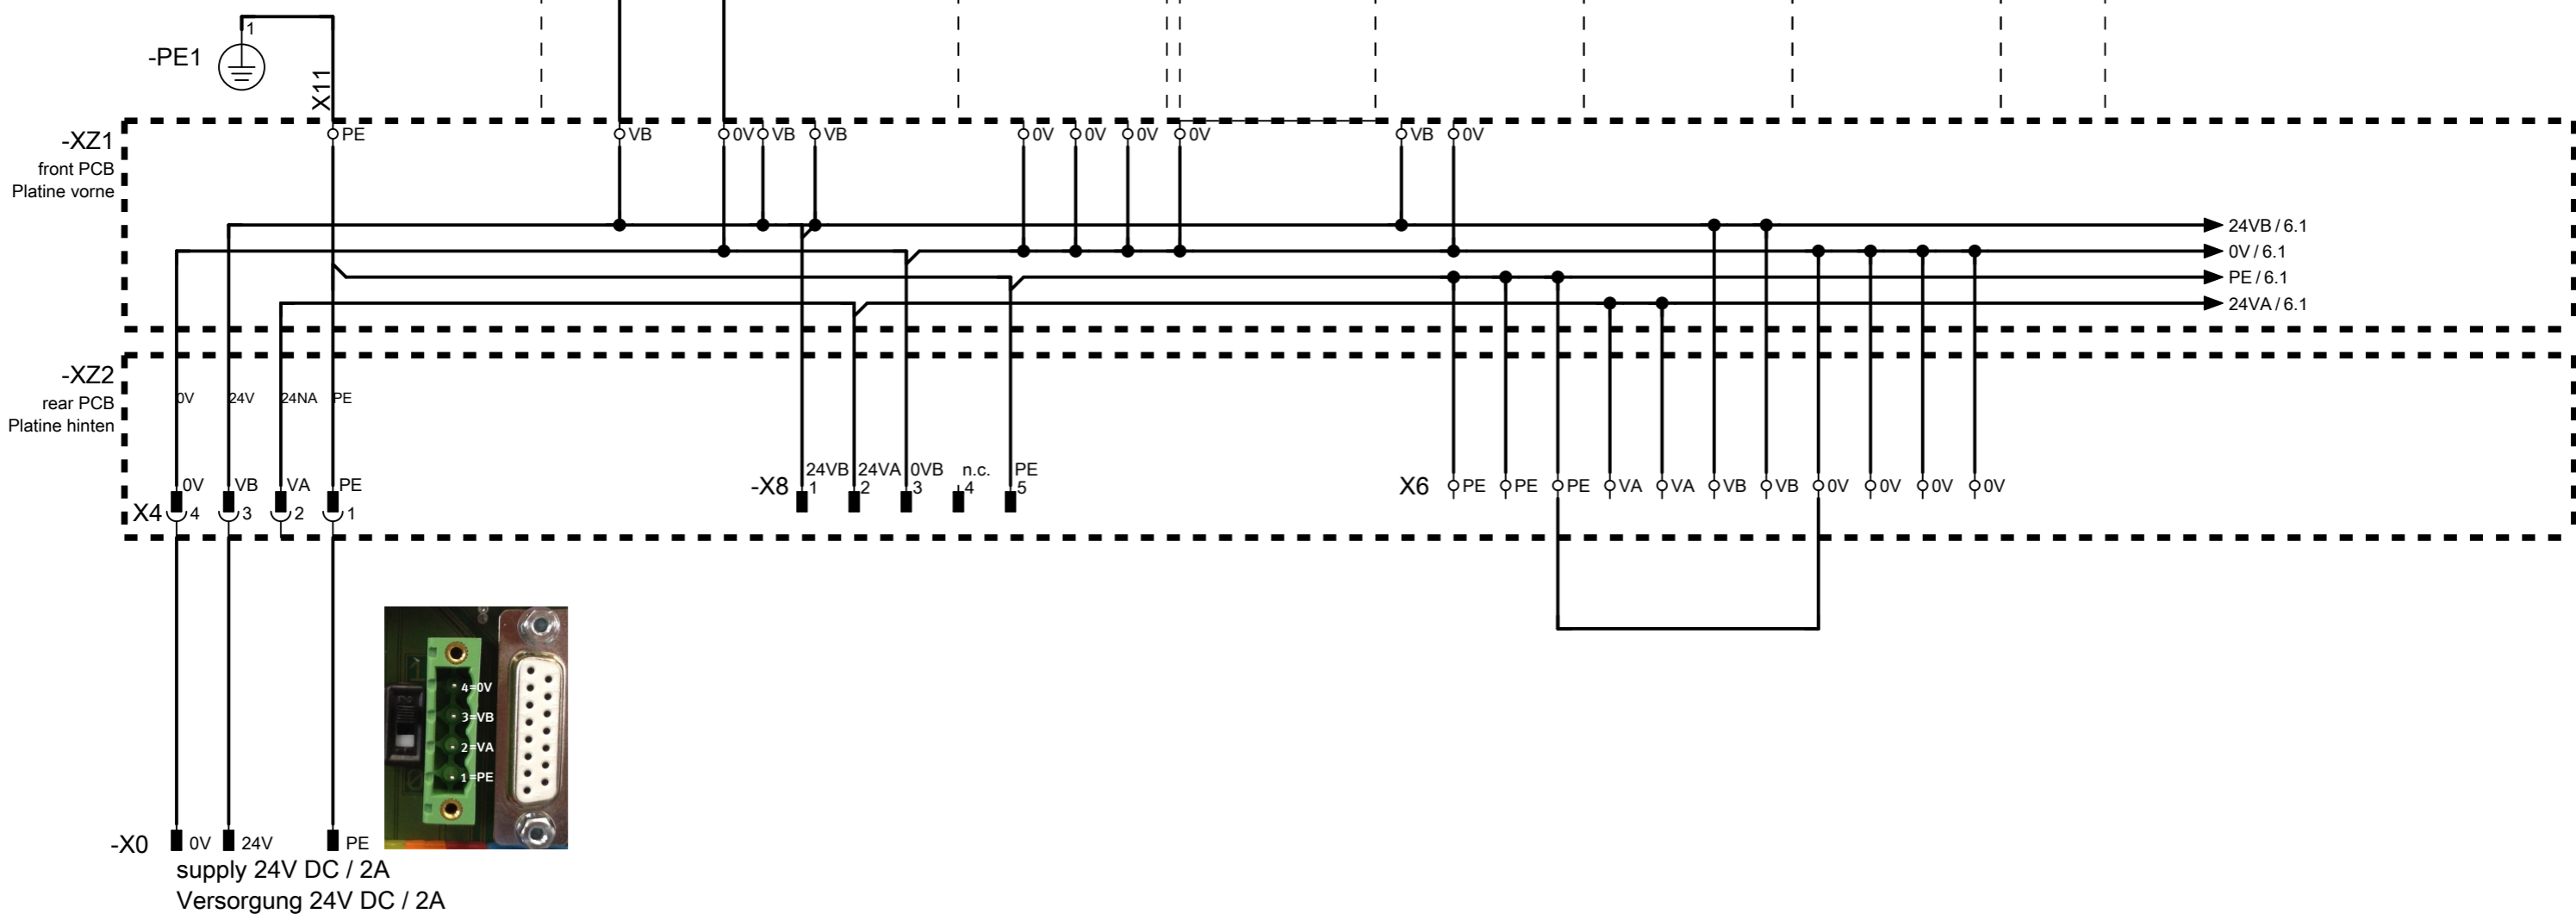 1
-PE1
X11
-XZ1
front PCB
Platine vorne
PE VB 0V VB VB 0V 0V 0V 0V VB 0V
24VB / 6.1
0V / 6.1
PE / 6.1
24VA / 6.1
-XZ2
rear PCB
Platine hinten
0V 24V 24NA PE
0V VB VA PE
X4 4 3 2 1
24VB 24VA 0VB n.c. PE
-X8 1 2 3 4 5
X6 PE PE PE VA VA VB VB 0V 0V 0V 0V
4=0V
3=VB
2=VA
1=PE
-X0 0V 24V PE
supply 24V DC / 2A
Versorgung 24V DC / 2A